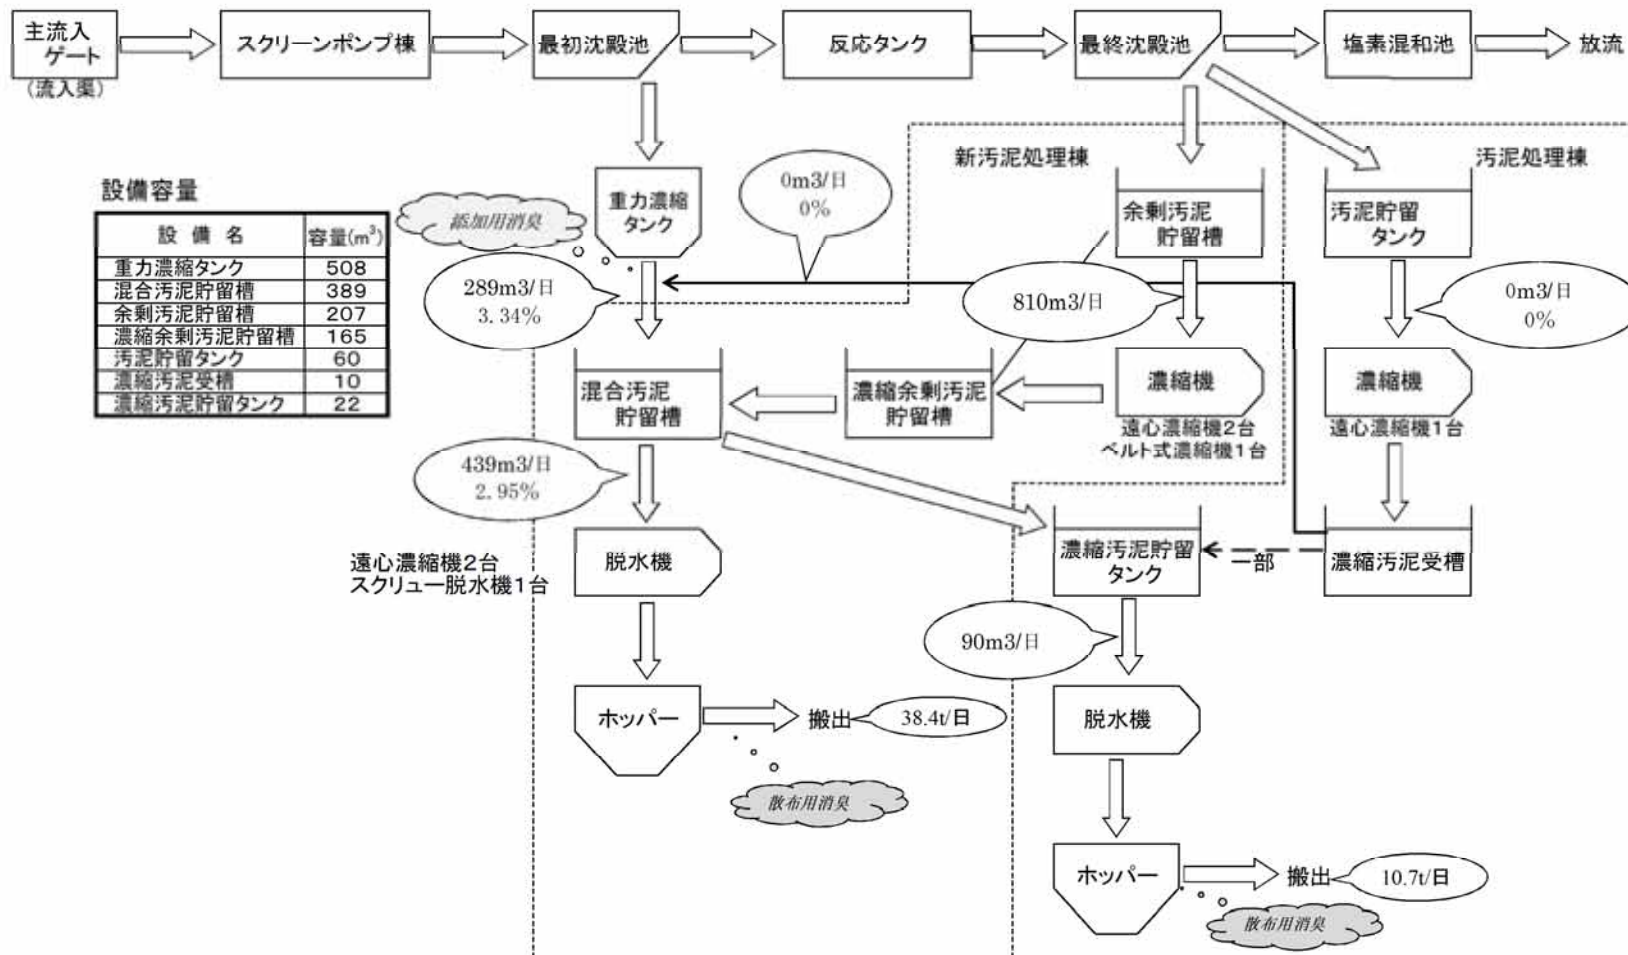 主流入
ゲート
(流入渠)
スクリーンポンプ棟
最初沈殿池
反応タンク
最終沈殿池
塩素混和池
放流
新汚泥処理棟
汚泥処理棟
設備容量
設備名 容量(m³)
重力濃縮タンク 508
混合汚泥貯留槽 389
余剰汚泥貯留槽 207
濃縮余剰汚泥貯留槽 165
汚泥貯留タンク 60
濃縮汚泥受槽 10
濃縮汚泥貯留タンク 22
添加用消臭
重力濃縮
タンク
0m3/日
0%
余剰汚泥
貯留槽
汚泥貯留
タンク
289m3/日
3.34%
810m3/日
0m3/日
0%
混合汚泥
貯留槽
濃縮余剰汚泥
貯留槽
濃縮機
遠心濃縮機2台
ベルト式濃縮機1台
濃縮機
遠心濃縮機1台
439m3/日
2.95%
遠心濃縮機2台
スクリュー脱水機1台
脱水機
濃縮汚泥貯留
タンク
一部
濃縮汚泥受槽
90m3/日
ホッパー
搬出
38.4t/日
散布用消臭
脱水機
ホッパー
搬出
10.7t/日
散布用消臭